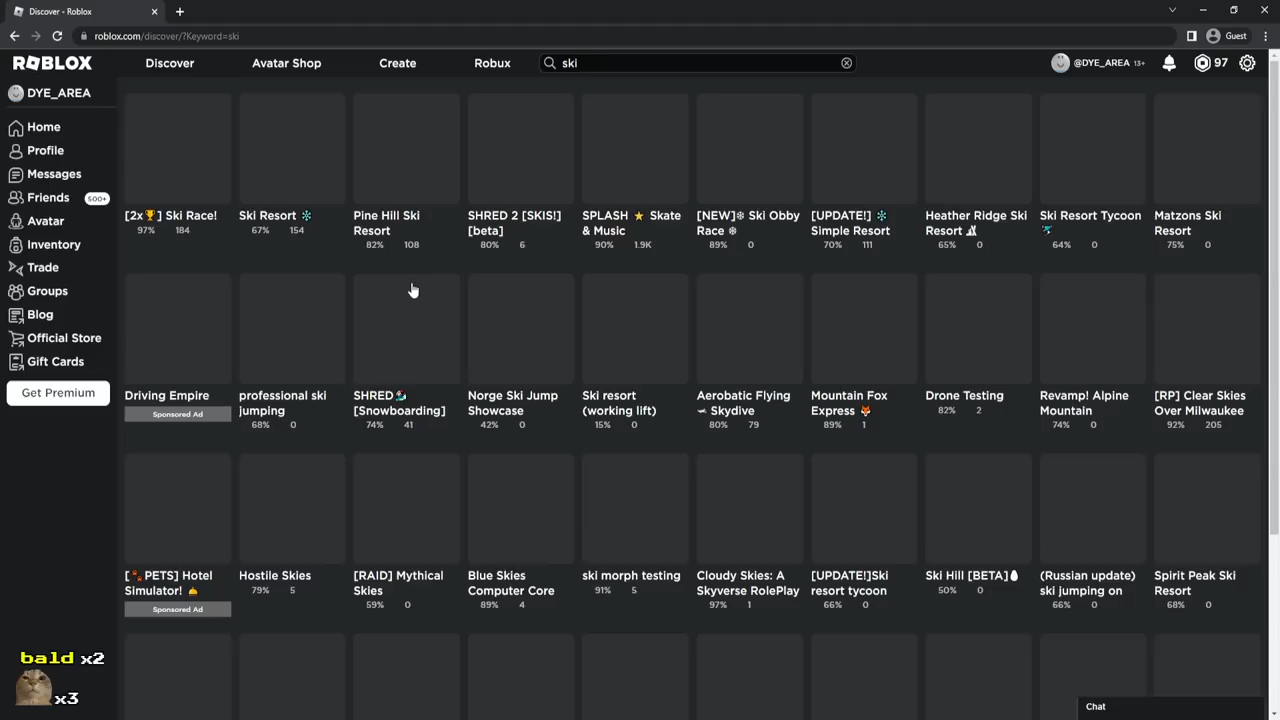 Discover - Roblox
roblox.com/discover/?Keyword=ski
Guest
ROBLOX
Discover
Avatar Shop
Create
Robux
ski
@DYE_AREA 13+
97
DYE_AREA
Home
Profile
Messages
Friends 500+
Avatar
Inventory
Trade
Groups
Blog
Official Store
Gift Cards
Get Premium
[2x🏆] Ski Race!
97% 184
Ski Resort ❄️
67% 154
Pine Hill Ski
Resort
82% 108
SHRED 2 [SKIS!]
[beta]
80% 6
SPLASH ⭐ Skate
& Music
90% 1.9K
[NEW]❄ Ski Obby
Race ❄
89% 0
[UPDATE!] ❄️
Simple Resort
70% 111
Heather Ridge Ski
Resort
65% 0
Ski Resort Tycoon
64% 0
Matzons Ski
Resort
75% 0
Driving Empire
Sponsored Ad
professional ski
jumping
68% 0
SHRED🏂
[Snowboarding]
74% 41
Norge Ski Jump
Showcase
42% 0
Ski resort
(working lift)
15% 0
Aerobatic Flying
🛩 Skydive
80% 79
Mountain Fox
Express 🦊
89% 1
Drone Testing
82% 2
Revamp! Alpine
Mountain
74% 0
[RP] Clear Skies
Over Milwaukee
92% 205
[🐾PETS] Hotel
Simulator! 🛎️
Sponsored Ad
Hostile Skies
79% 5
[RAID] Mythical
Skies
59% 0
Blue Skies
Computer Core
89% 4
ski morph testing
91% 5
Cloudy Skies: A
Skyverse RolePlay
97% 1
[UPDATE!]Ski
resort tycoon
66% 0
Ski Hill [BETA]🥚
50% 0
(Russian update)
ski jumping on
66% 0
Spirit Peak Ski
Resort
68% 0
bald x2
x3
Chat